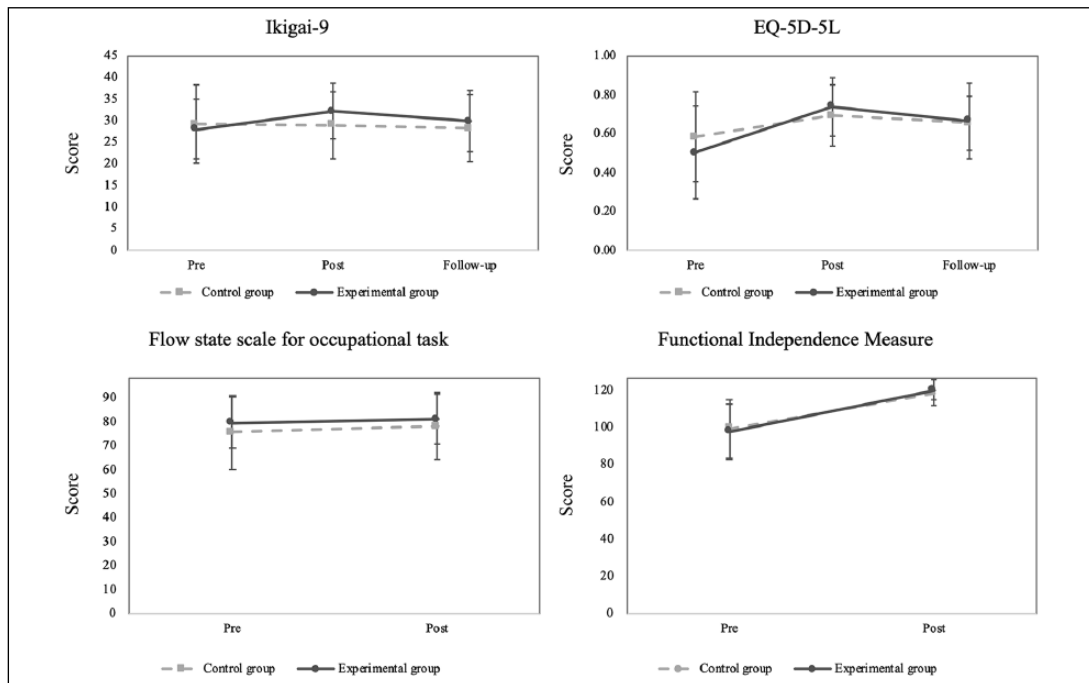 Ikigai-9
Score
45
40
35
30
25
20
15
10
5
0
Pre Post Follow-up
Control group Experimental group
EQ-5D-5L
Score
1.00
0.80
0.60
0.40
0.20
0.00
Pre Post Follow-up
Control group Experimental group
Flow state scale for occupational task
Score
90
80
70
60
50
40
30
20
10
0
Pre Post
Control group Experimental group
Functional Independence Measure
Score
120
100
80
60
40
20
0
Pre Post
Control group Experimental group